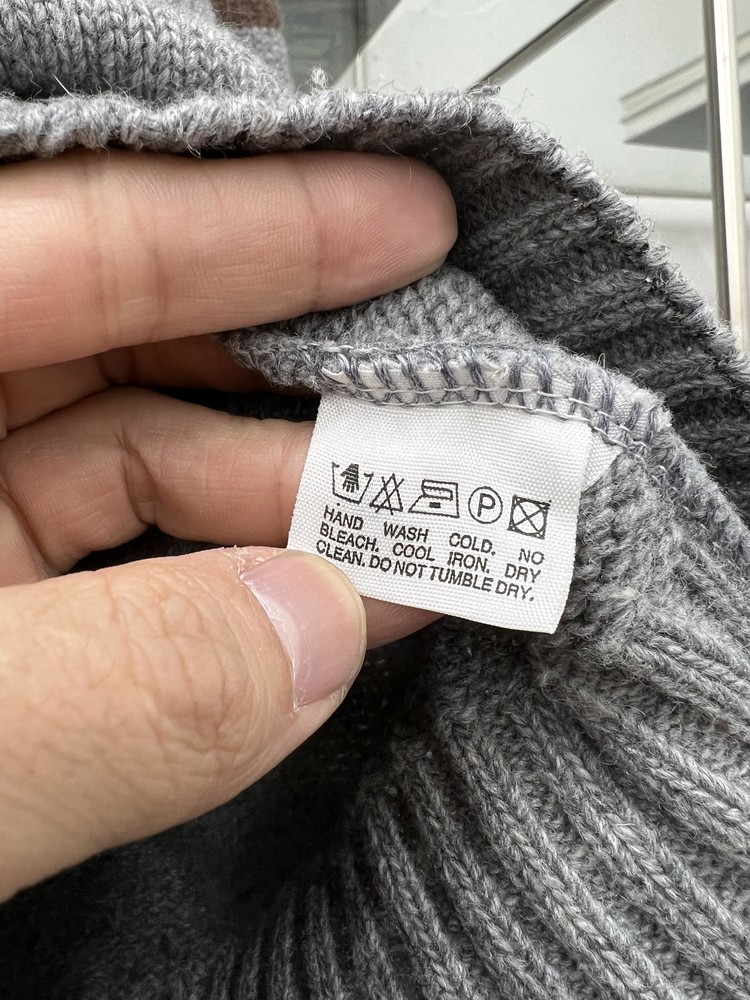 P
HAND WASH COLD. NO
BLEACH. COOL IRON. DRY
CLEAN. DO NOT TUMBLE DRY.